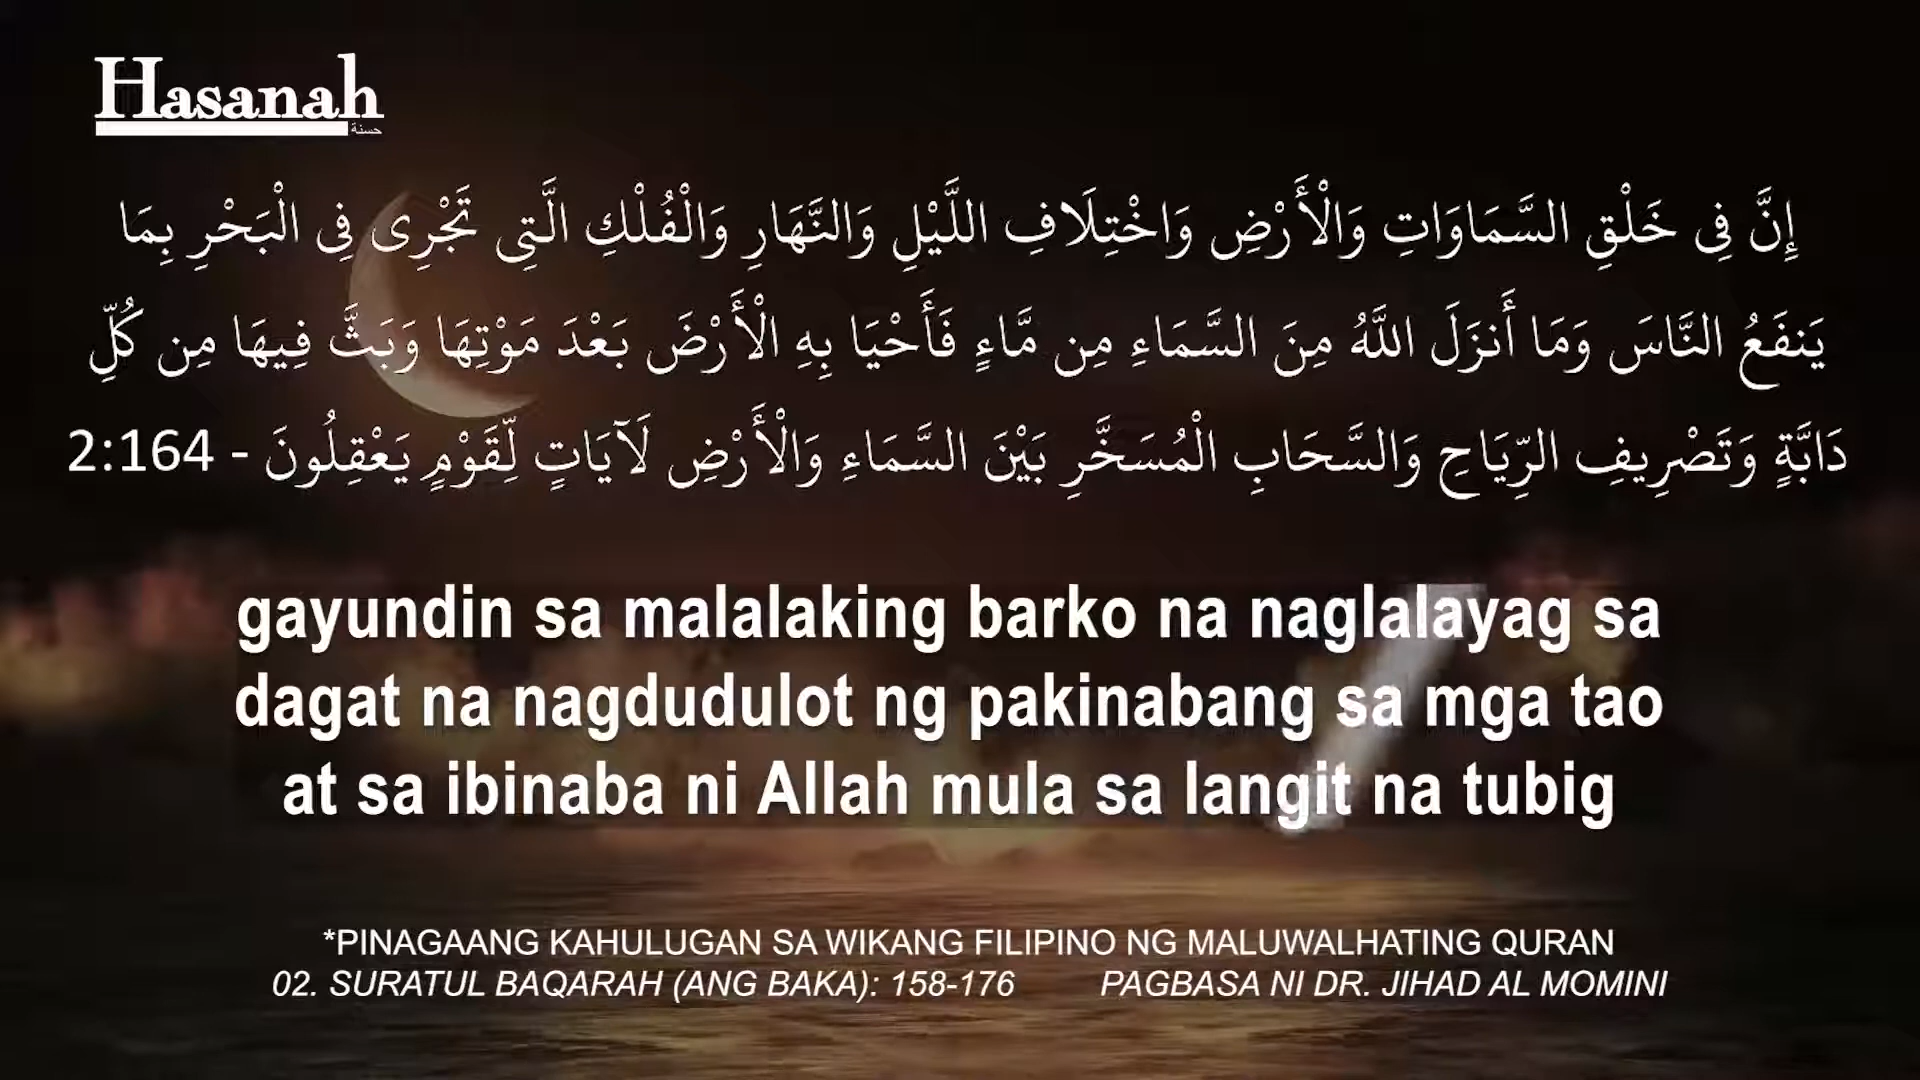 Hasanah
حسنة
إِنَّ فِى خَلْقِ السَّمَاوَاتِ وَالْأَرْضِ وَاخْتِلَافِ اللَّيْلِ وَالنَّهَارِ وَالْفُلْكِ الَّتِى تَجْرِى فِى الْبَحْرِ بِمَا
يَنفَعُ النَّاسَ وَمَا أَنزَلَ اللَّهُ مِنَ السَّمَاءِ مِن مَّاءٍ فَأَحْيَا بِهِ الْأَرْضَ بَعْدَ مَوْتِهَا وَبَثَّ فِيهَا مِن كُلِّ
دَابَّةٍ وَتَصْرِيفِ الرِّيَاحِ وَالسَّحَابِ الْمُسَخَّرِ بَيْنَ السَّمَاءِ وَالْأَرْضِ لَآيَاتٍ لِّقَوْمٍ يَعْقِلُونَ - 2:164
gayundin sa malalaking barko na naglalayag sa
dagat na nagdudulot ng pakinabang sa mga tao
at sa ibinaba ni Allah mula sa langit na tubig
*PINAGAANG KAHULUGAN SA WIKANG FILIPINO NG MALUWALHATING QURAN
02. SURATUL BAQARAH (ANG BAKA): 158-176 PAGBASA NI DR. JIHAD AL MOMINI